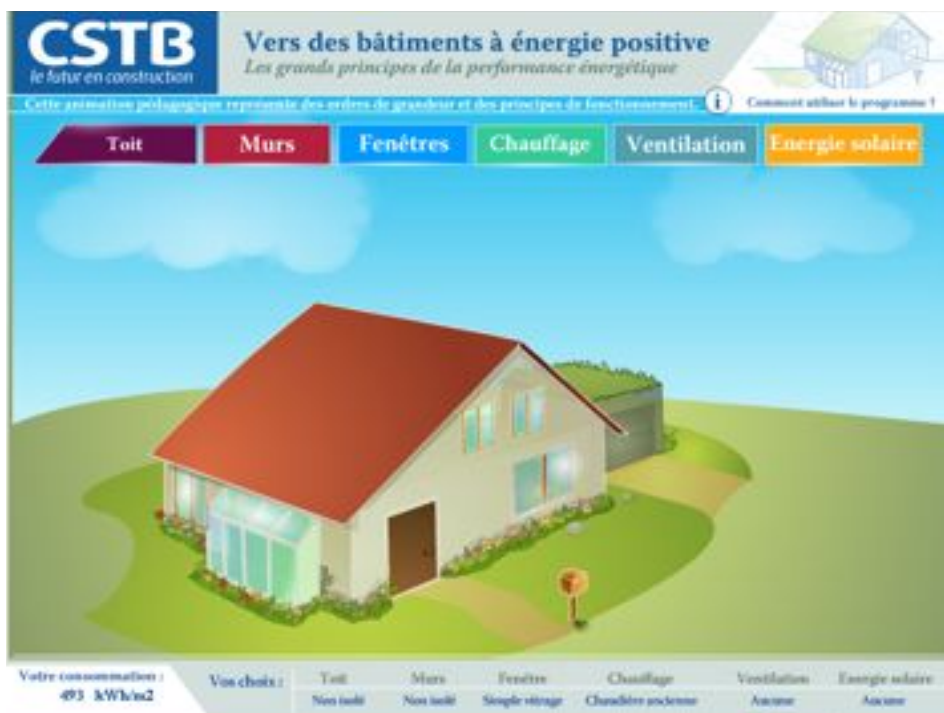 CSTB
le futur en construction
Vers des bâtiments à énergie positive
Les grands principes de la performance énergétique
Cette animation pédagogique représente des ordres de grandeur et des principes de fonctionnement.
i
Comment utiliser le programme ?
Toit Murs Fenêtres Chauffage Ventilation Energie solaire
Votre consommation : Vos choix : Toit Murs Fenêtre Chauffage Ventilation Energie solaire
493 kWh/m2 Non isolé Non isolé Simple vitrage Chaudière ancienne Aucune Aucune